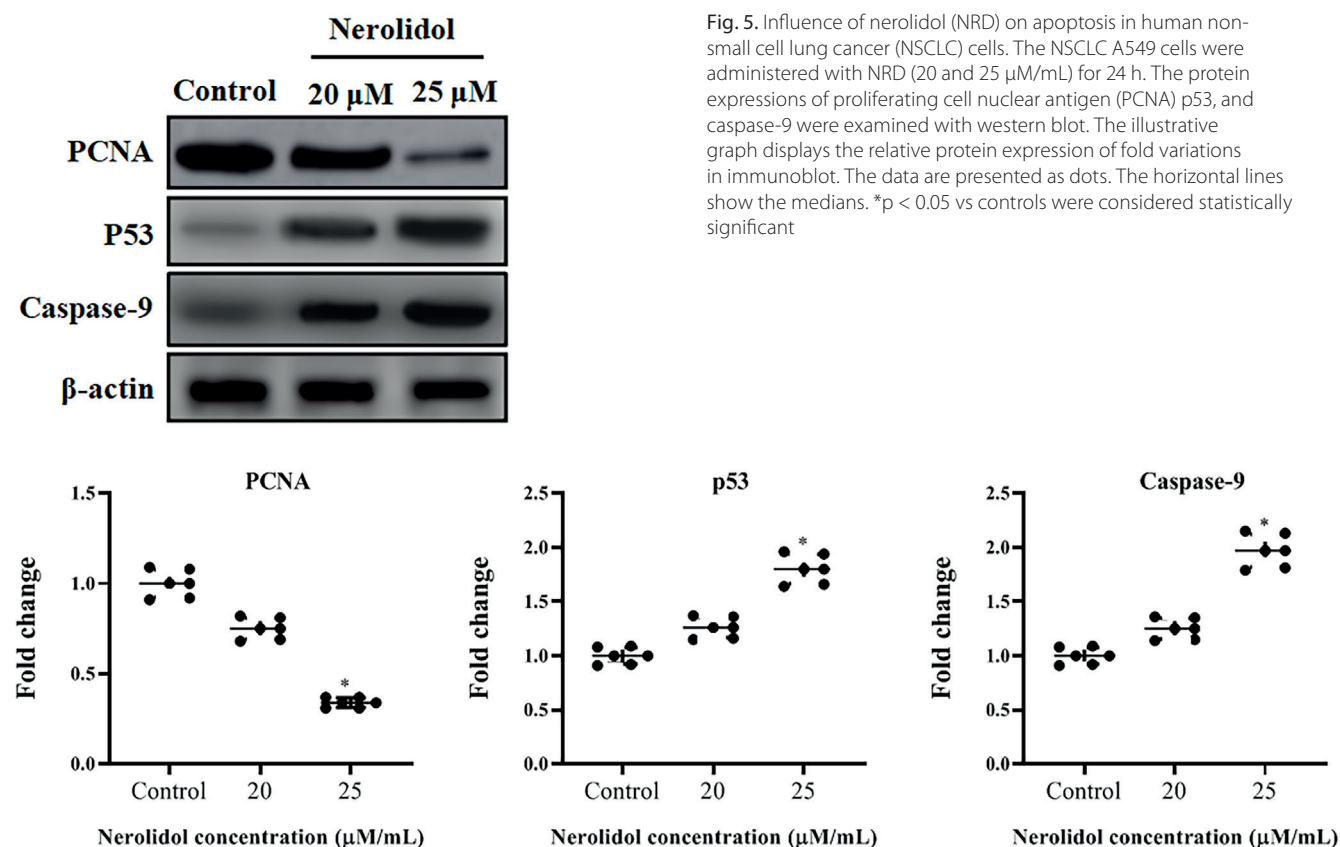 Nerolidol
Control 20 μM 25 μM
PCNA
P53
Caspase-9
β-actin
Fig. 5. Influence of nerolidol (NRD) on apoptosis in human non-
small cell lung cancer (NSCLC) cells. The NSCLC A549 cells were
administered with NRD (20 and 25 μM/mL) for 24 h. The protein
expressions of proliferating cell nuclear antigen (PCNA) p53, and
caspase-9 were examined with western blot. The illustrative
graph displays the relative protein expression of fold variations
in immunoblot. The data are presented as dots. The horizontal lines
show the medians. *p < 0.05 vs controls were considered statistically
significant
PCNA
Fold change
1.5
1.0
0.5
0.0
*
Control 20 25
Nerolidol concentration (μM/mL)
p53
Fold change
2.5
2.0
1.5
1.0
0.5
0.0
*
Control 20 25
Nerolidol concentration (μM/mL)
Caspase-9
Fold change
2.5
2.0
1.5
1.0
0.5
0.0
*
Control 20 25
Nerolidol concentration (μM/mL)